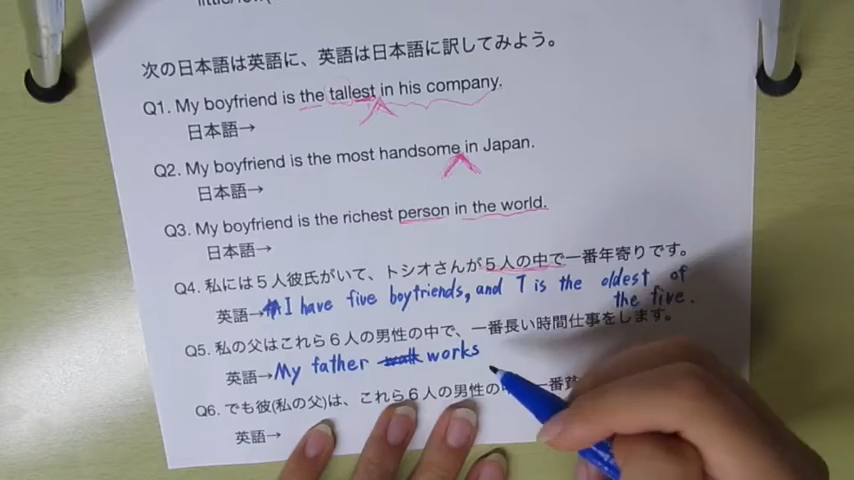 次の日本語は英語に、英語は日本語に訳してみよう。
Q1. My boyfriend is the tallest in his company.
日本語→
Q2. My boyfriend is the most handsome in Japan.
日本語→
Q3. My boyfriend is the richest person in the world.
日本語→
Q4. 私には５人彼氏がいて、トシオさんが５人の中で一番年寄りです。
英語→ I have five boyfriends, and T is the oldest of
the five.
Q5. 私の父はこれら６人の男性の中で、一番長い時間仕事をします。
英語→ My father works
Q6. でも彼(私の父)は、これら６人の男性の中 一番
英語→